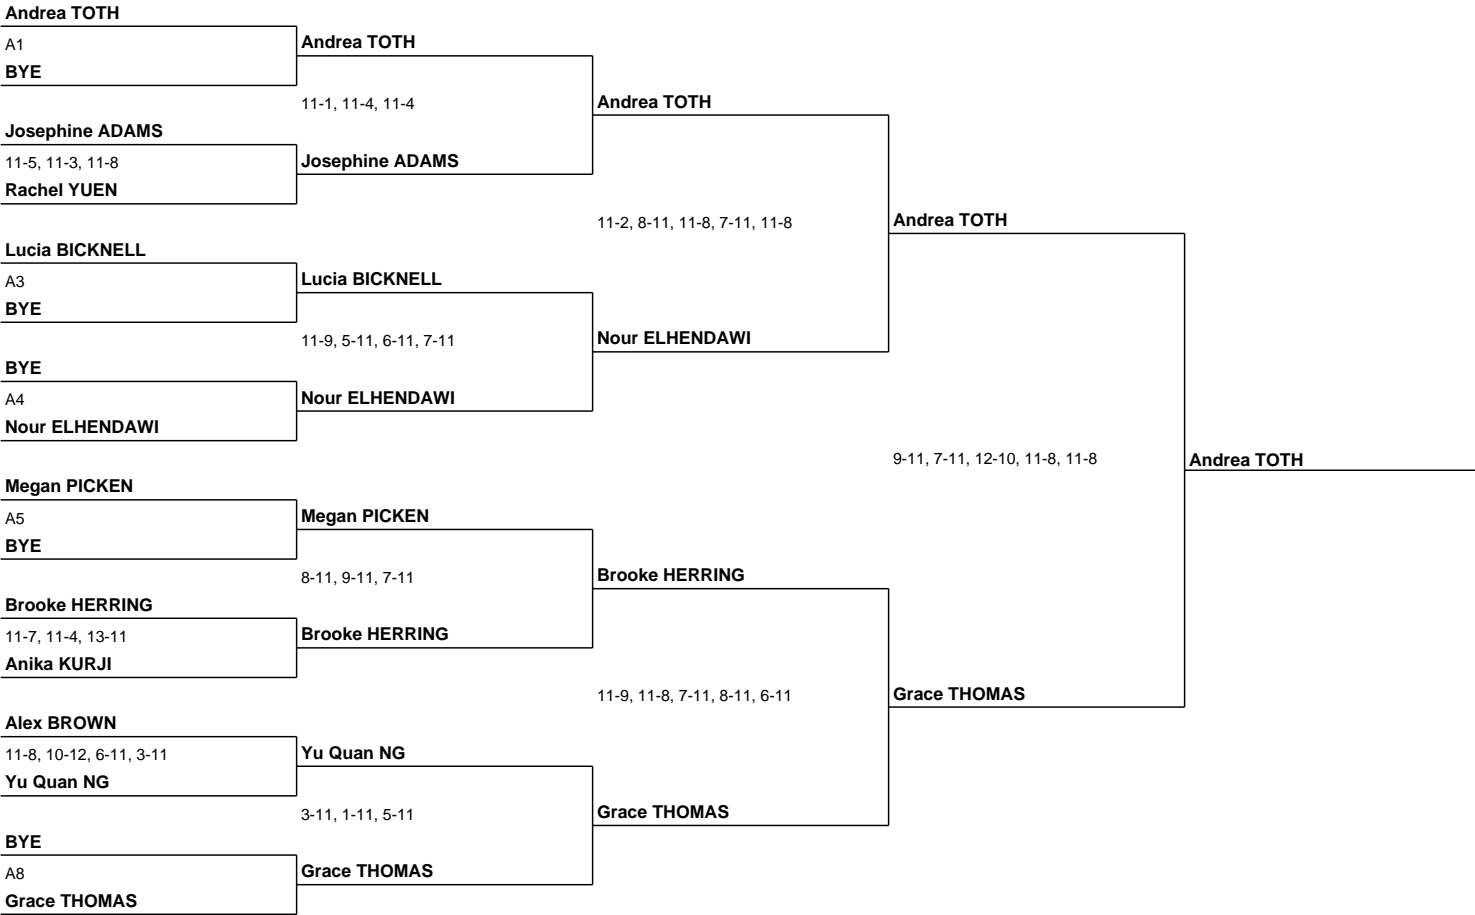 Andrea TOTH
A1
BYE
Josephine ADAMS
11-5, 11-3, 11-8
Rachel YUEN
Lucia BICKNELL
A3
BYE
BYE
A4
Nour ELHENDAWI
Megan PICKEN
A5
BYE
Brooke HERRING
11-7, 11-4, 13-11
Anika KURJI
Alex BROWN
11-8, 10-12, 6-11, 3-11
Yu Quan NG
BYE
A8
Grace THOMAS
Andrea TOTH
11-1, 11-4, 11-4
Josephine ADAMS
Lucia BICKNELL
11-9, 5-11, 6-11, 7-11
Nour ELHENDAWI
Megan PICKEN
8-11, 9-11, 7-11
Brooke HERRING
Yu Quan NG
3-11, 1-11, 5-11
Grace THOMAS
Andrea TOTH
11-2, 8-11, 11-8, 7-11, 11-8
Nour ELHENDAWI
Brooke HERRING
11-9, 11-8, 7-11, 8-11, 6-11
Grace THOMAS
Andrea TOTH
9-11, 7-11, 12-10, 11-8, 11-8
Grace THOMAS
Andrea TOTH